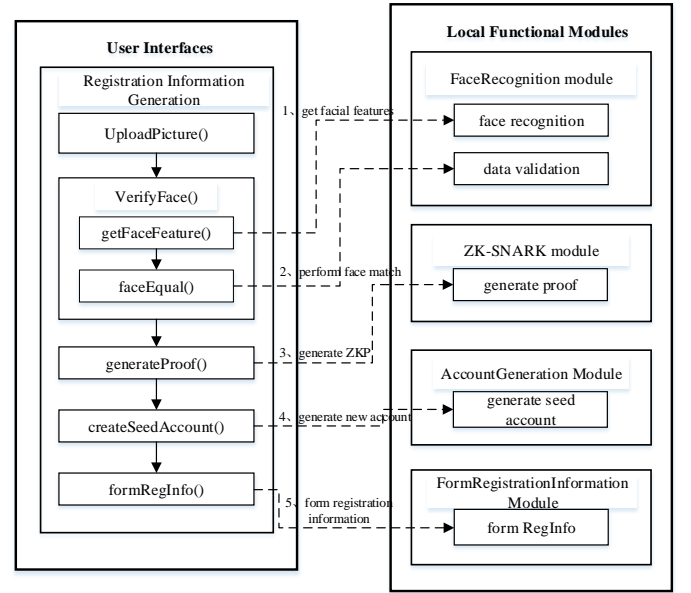 User Interfaces
Registration Information
Generation
UploadPicture()
VerifyFace()
getFaceFeature()
faceEqual()
generateProof()
createSeedAccount()
formRegInfo()
1、get facial features
2、perform face match
3、generate ZKP
4、generate new account
5、form registration
information
Local Functional Modules
FaceRecognition module
face recognition
data validation
ZK-SNARK module
generate proof
AccountGeneration Module
generate seed
account
FormRegistrationInformation
Module
form RegInfo